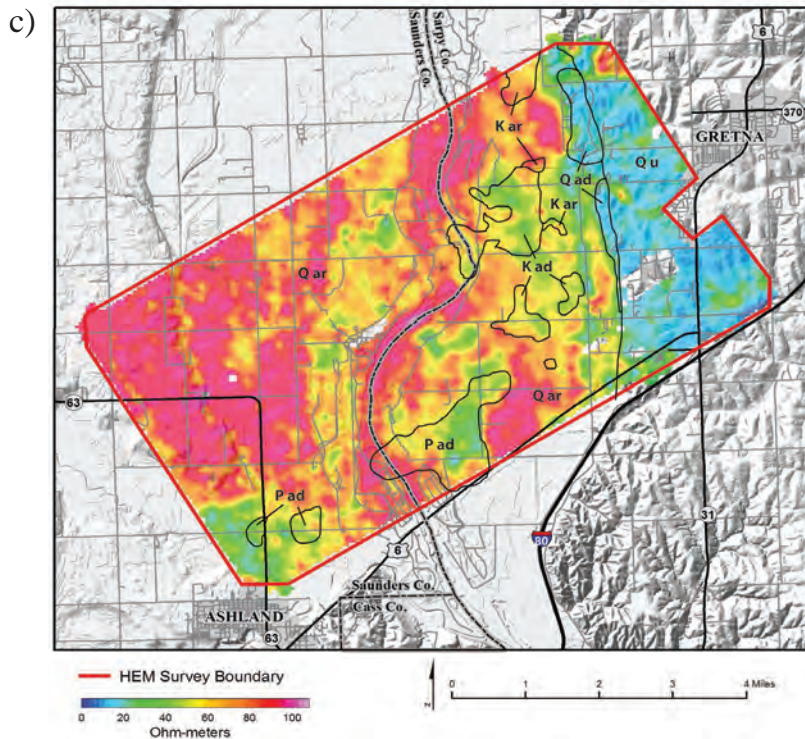 c)
6
Sarpy Co.
Saunders Co.
370
GRETNA
K ar
Q u
Q ad
K ar
Q ar
K ad
Q ar
63
P ad
P ad
31
80
6
Saunders Co.
Cass Co.
ASHLAND
63
HEM Survey Boundary
0 20 40 60 80 100
Ohm-meters
N
0 1 2 3 4 Miles